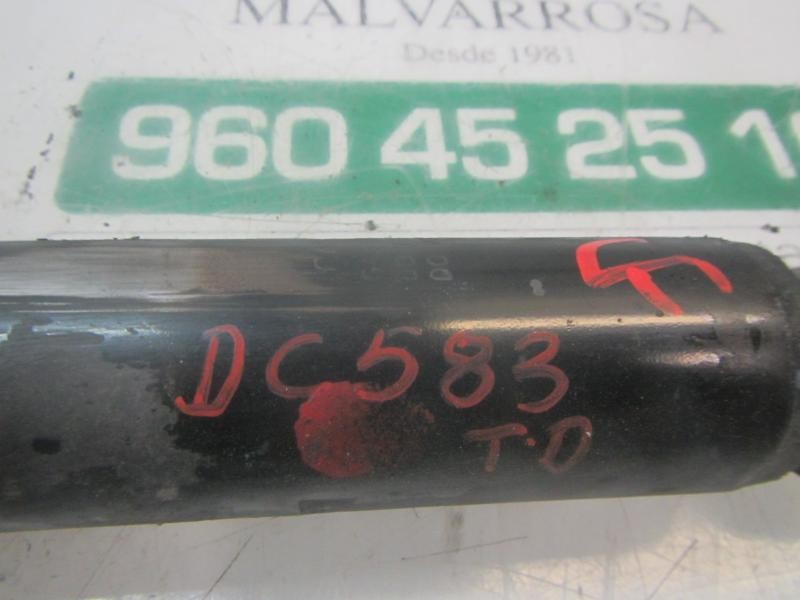 MALVARROSA
Desde 1981
960 45 25 1
DC583
T.D